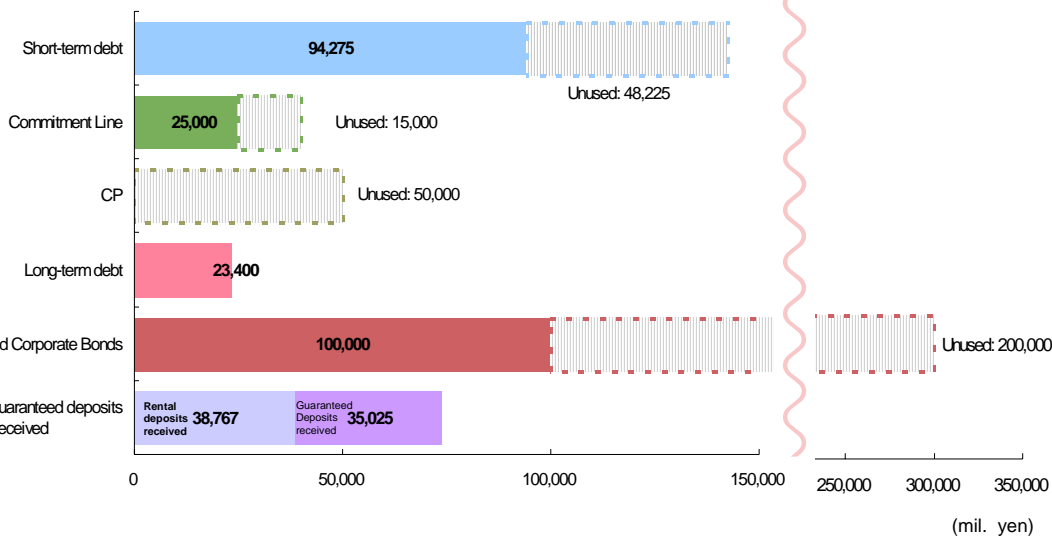 Short-term debt
94,275
Unused: 48,225
Commitment Line
25,000
Unused: 15,000
CP
Unused: 50,000
Long-term debt
23,400
d Corporate Bonds
100,000
Unused: 200,000
uaranteed deposits
eceived
Rental
deposits
received
38,767
Guaranteed
Deposits
received
35,025
0
50,000
100,000
150,000
250,000
300,000
350,000
(mil. yen)